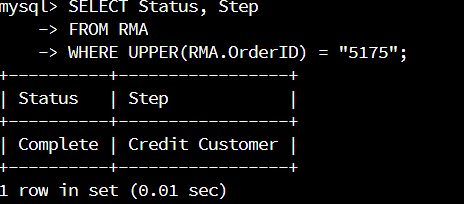 mysql> SELECT Status, Step
    -> FROM RMA
    -> WHERE UPPER(RMA.OrderID) = "5175";
+----------+-----------------+
| Status   | Step            |
+----------+-----------------+
| Complete | Credit Customer |
+----------+-----------------+
1 row in set (0.01 sec)